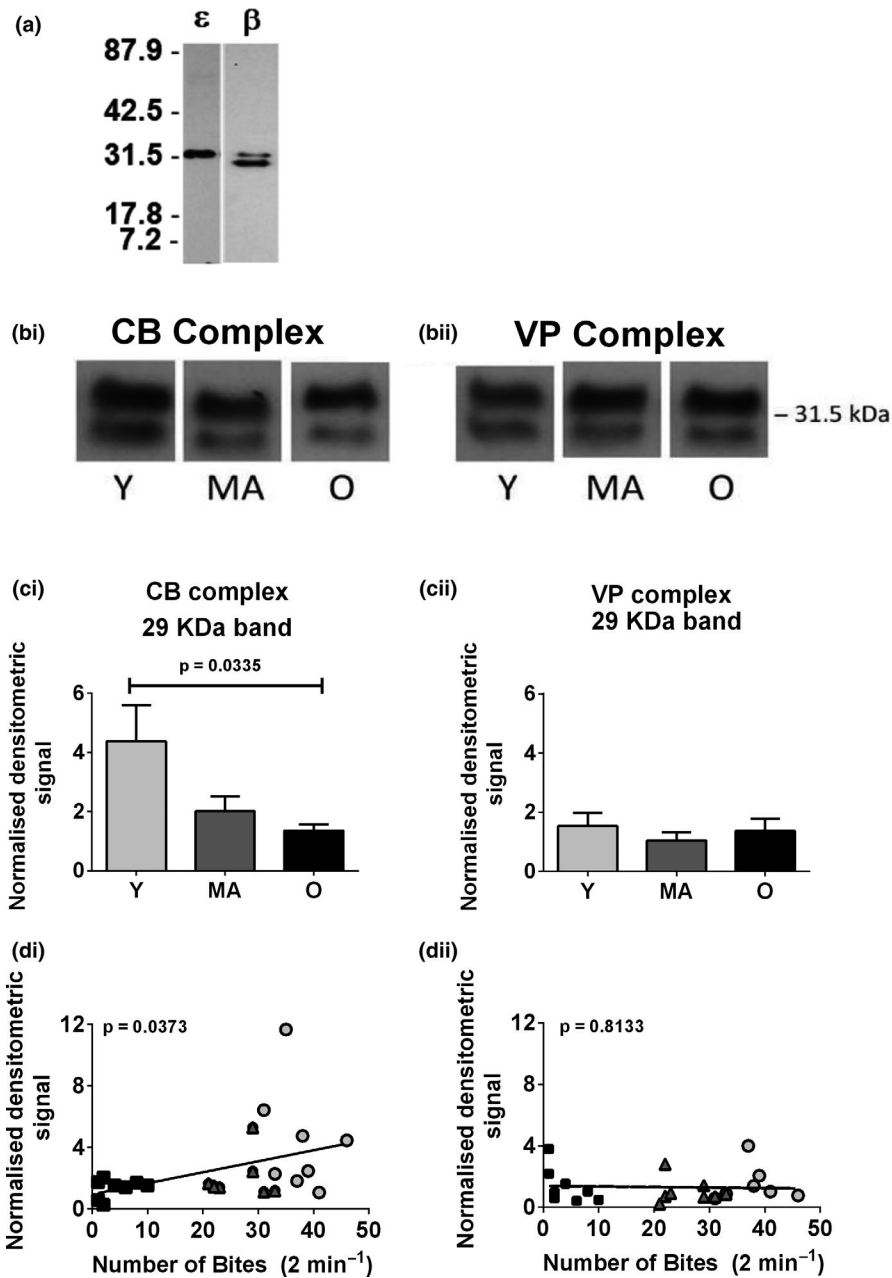 (a)
ε β
87.9
42.5
31.5 -
17.8 -
7.2 -
(bi) CB Complex
Y MA O
(bii) VP Complex
– 31.5 kDa
Y MA O
(ci) CB complex
29 KDa band
p = 0.0335
Normalised densitometric
signal
6
4
2
0
Y MA O
(cii) VP complex
29 KDa band
Normalised densitometric
signal
6
4
2
0
Y MA O
(di)
p = 0.0373
Normalised densitometric
signal
12
8
4
0
0 10 20 30 40 50
Number of Bites (2 min⁻¹)
(dii)
p = 0.8133
Normalised densitometric
signal
12
8
4
0
0 10 20 30 40 50
Number of Bites (2 min⁻¹)